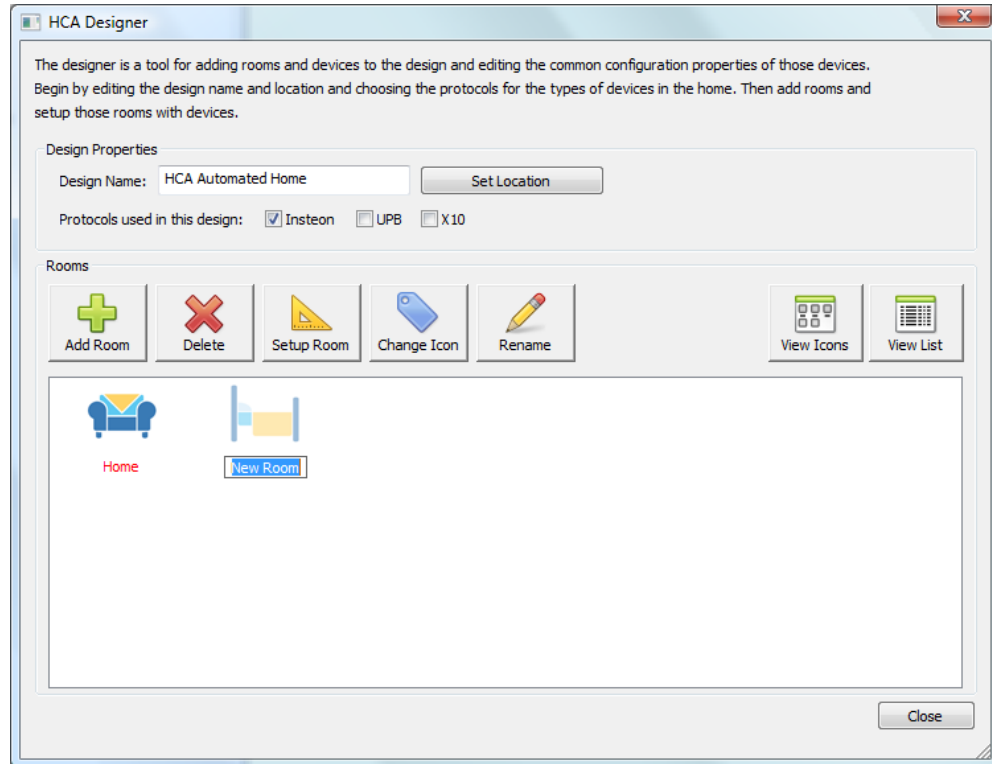 HCA Designer
The designer is a tool for adding rooms and devices to the design and editing the common configuration properties of those devices.
Begin by editing the design name and location and choosing the protocols for the types of devices in the home. Then add rooms and
setup those rooms with devices.
Design Properties
Design Name: HCA Automated Home Set Location
Protocols used in this design: Insteon UPB X10
Rooms
Add Room Delete Setup Room Change Icon Rename View Icons View List
Home New Room
Close